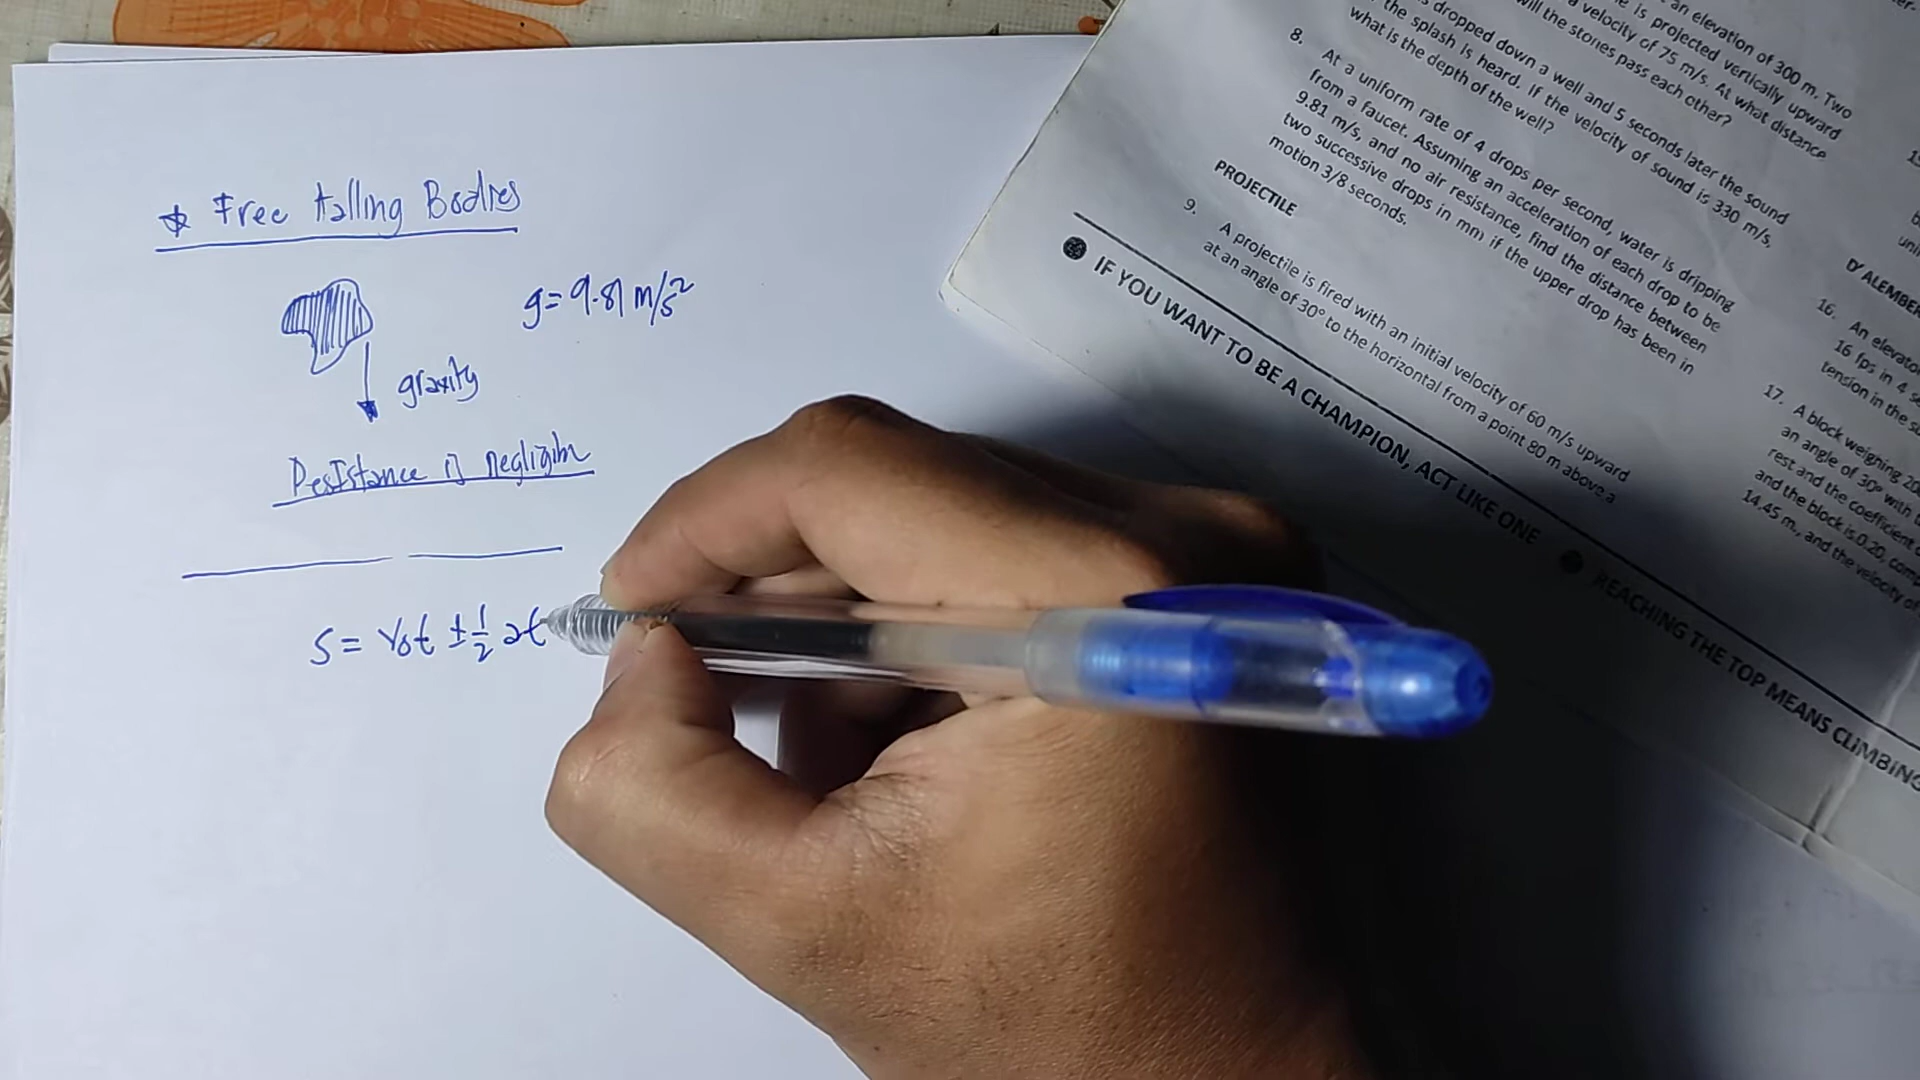 * Free Falling Bodies
g = 9.81 m/s²
gravity
Resistance is negligible
S = Vot ± 1/2 at
an elevation of 300 m. Two
is projected vertically upward
velocity of 75 m/s. At what distance
will the stones pass each other?
dropped down a well and 5 seconds later the sound
the splash is heard. If the velocity of sound is 330 m/s,
what is the depth of the well?
8. At a uniform rate of 4 drops per second, water is dripping
from a faucet. Assuming an acceleration of each drop to be
9.81 m/s, and no air resistance, find the distance between
two successive drops in mm if the upper drop has been in
motion 3/8 seconds.
PROJECTILE
9. A projectile is fired with an initial velocity of 60 m/s upward
at an angle of 30° to the horizontal from a point 80 m above a
● IF YOU WANT TO BE A CHAMPION, ACT LIKE ONE ● REACHING THE TOP MEANS CLIMBING
D'ALEMBER
16. An elevato
16 fps in 4 se
tension in the su
17. A block weighing 20
an angle of 30° with
rest and the coefficient
and the block is 0.20, comp
14.45 m., and the velocity of